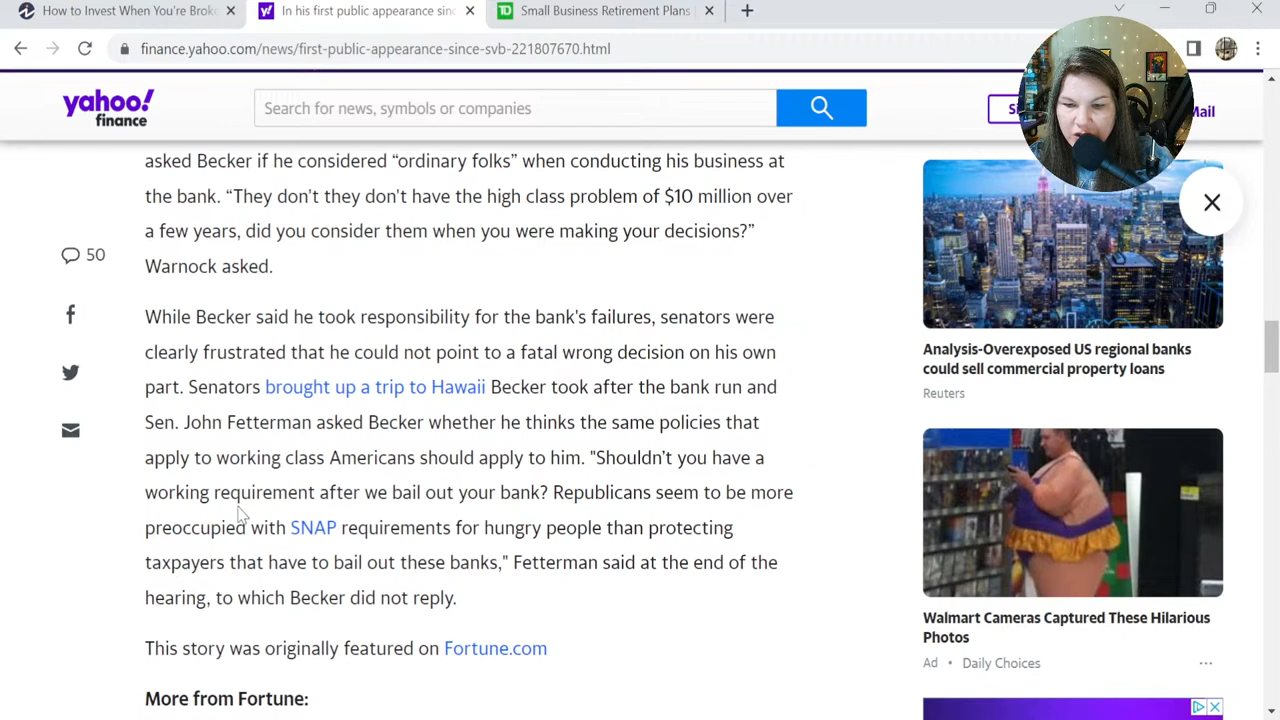 How to Invest When You're Broke
In his first public appearance sinc
Small Business Retirement Plans
finance.yahoo.com/news/first-public-appearance-since-svb-221807670.html
yahoo!
finance
Search for news, symbols or companies
Mail
asked Becker if he considered “ordinary folks” when conducting his business at
the bank. “They don't they don't have the high class problem of $10 million over
a few years, did you consider them when you were making your decisions?”
Warnock asked.
50
While Becker said he took responsibility for the bank's failures, senators were
clearly frustrated that he could not point to a fatal wrong decision on his own
part. Senators brought up a trip to Hawaii Becker took after the bank run and
Sen. John Fetterman asked Becker whether he thinks the same policies that
apply to working class Americans should apply to him. "Shouldn’t you have a
working requirement after we bail out your bank? Republicans seem to be more
preoccupied with SNAP requirements for hungry people than protecting
taxpayers that have to bail out these banks," Fetterman said at the end of the
hearing, to which Becker did not reply.
This story was originally featured on Fortune.com
More from Fortune:
Analysis-Overexposed US regional banks
could sell commercial property loans
Reuters
Walmart Cameras Captured These Hilarious
Photos
Ad • Daily Choices